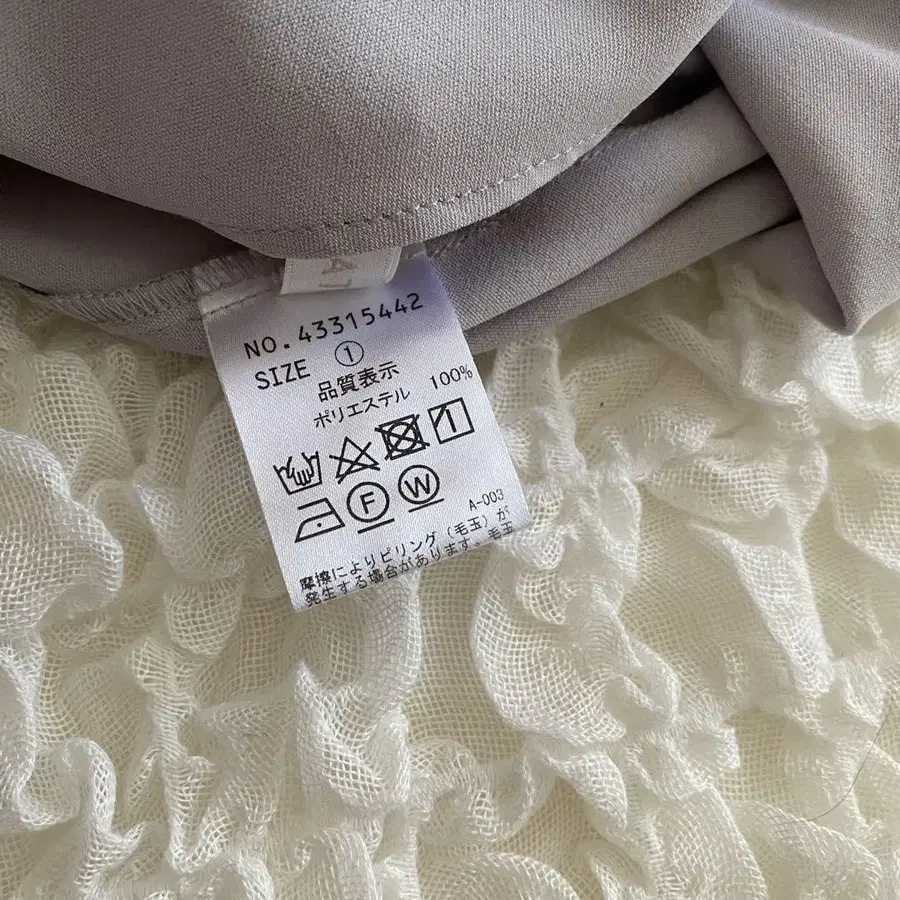 NO.43315442
SIZE ①
品質表示
ポリエステル 100%
F W
A-003
摩擦によりピリング(毛玉)が
発生する場合があります。毛玉